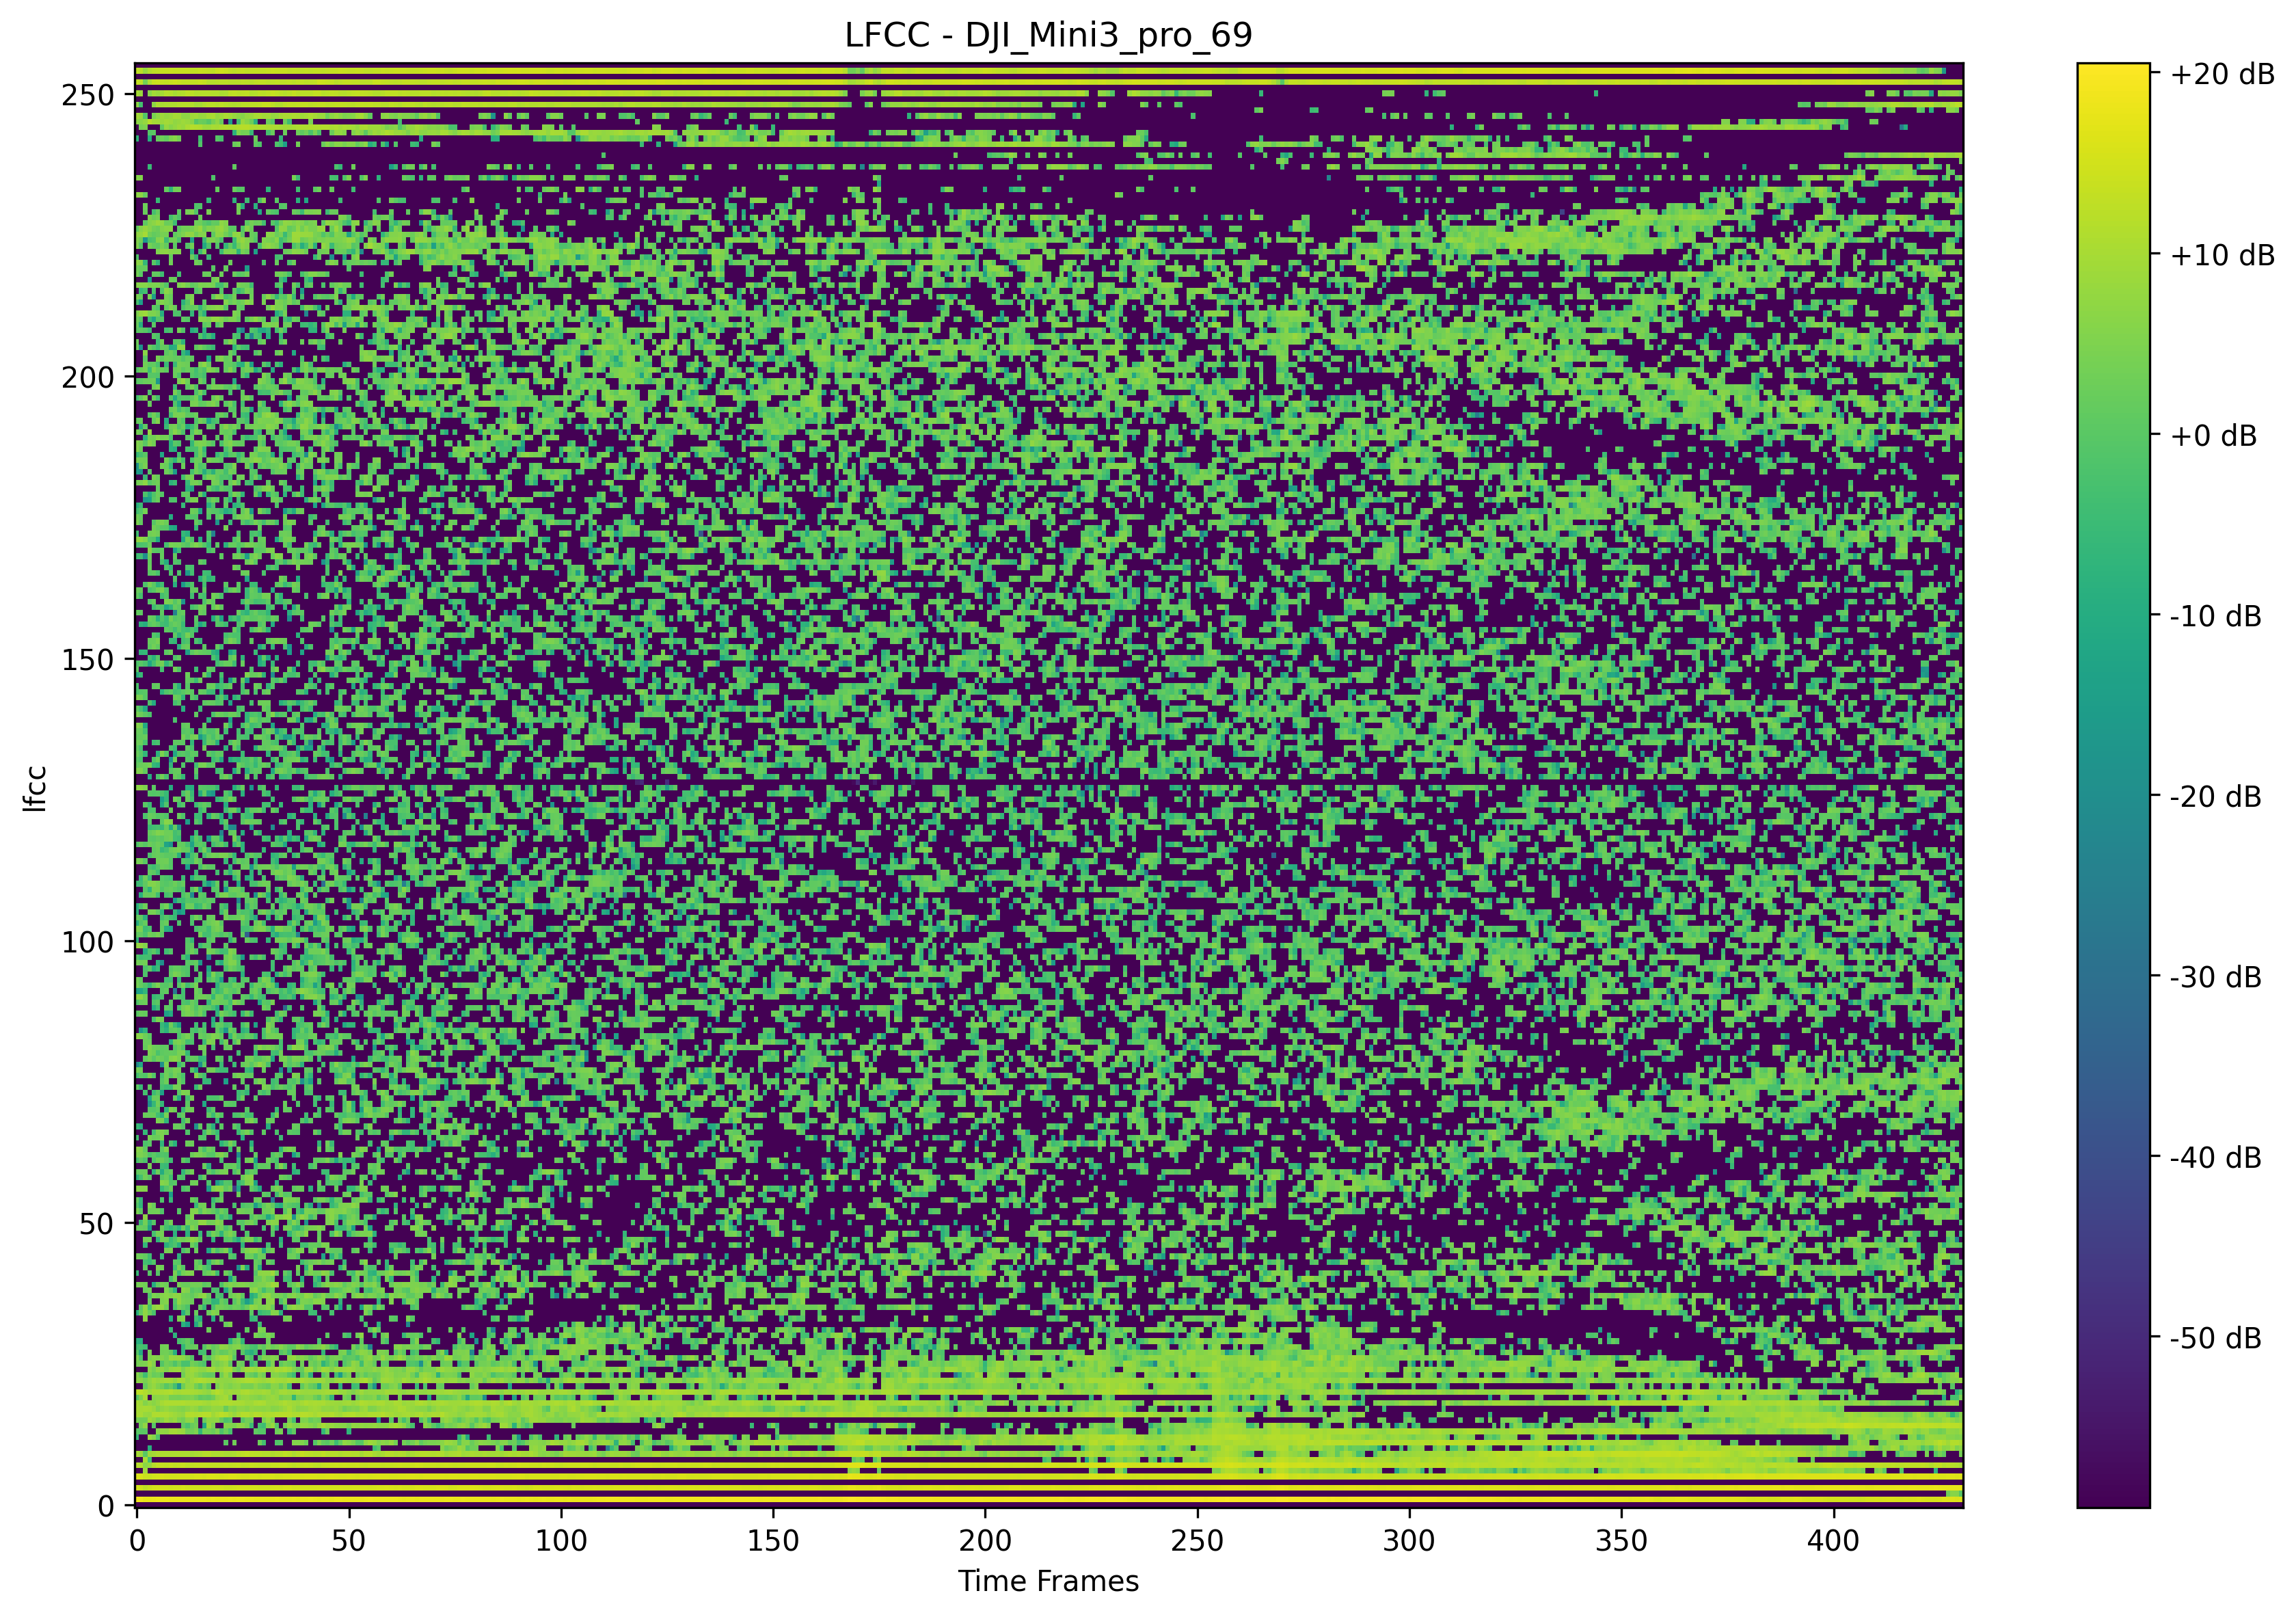 LFCC - DJI_Mini3_pro_69
250
200
150
100
50
0
lfcc
0 50 100 150 200 250 300 350 400
Time Frames
+20 dB
+10 dB
+0 dB
-10 dB
-20 dB
-30 dB
-40 dB
-50 dB